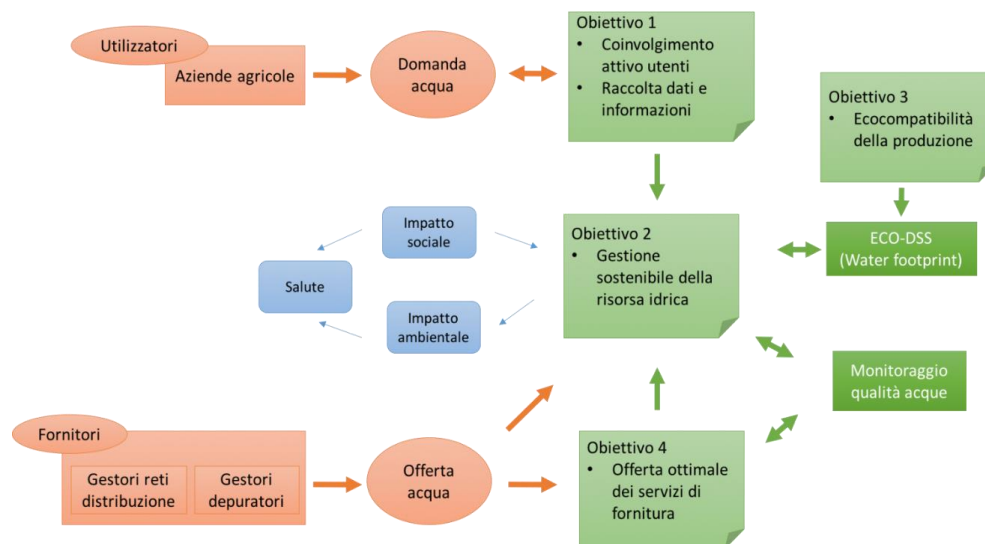 Utilizzatori
Aziende agricole
Domanda
acqua
Obiettivo 1
• Coinvolgimento
attivo utenti
• Raccolta dati e
informazioni
Obiettivo 3
• Ecocompatibilità
della produzione
Impatto
sociale
Salute
Impatto
ambientale
Obiettivo 2
• Gestione
sostenibile della
risorsa idrica
ECO-DSS
(Water footprint)
Monitoraggio
qualità acque
Fornitori
Gestori reti
distribuzione
Gestori
depuratori
Offerta
acqua
Obiettivo 4
• Offerta ottimale
dei servizi di
fornitura